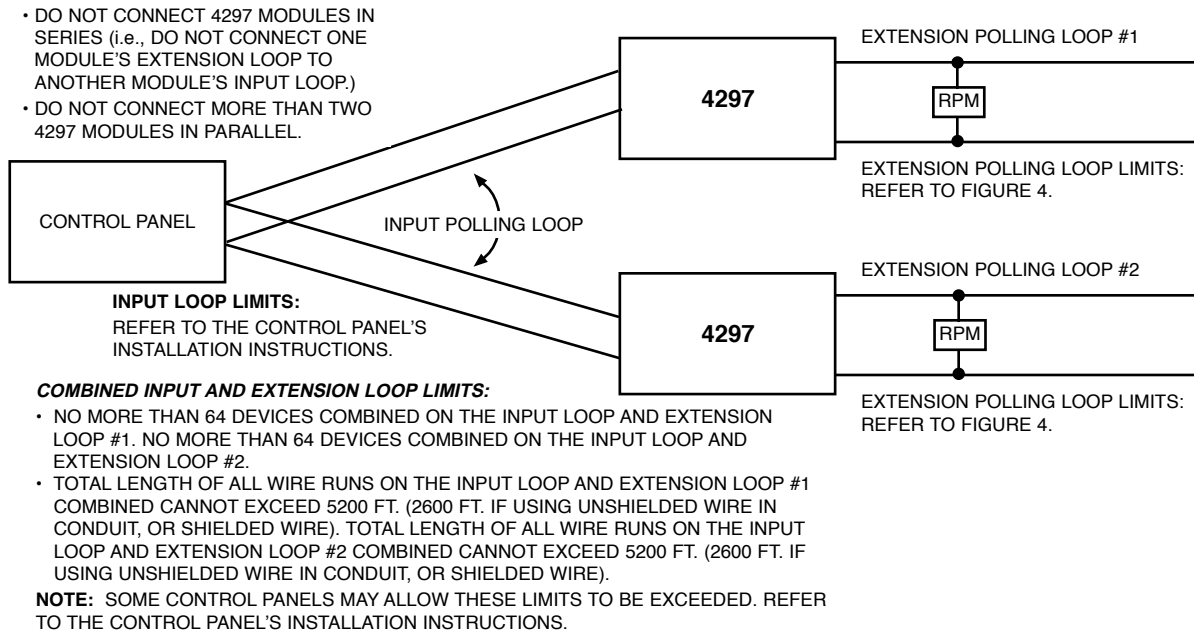 • DO NOT CONNECT 4297 MODULES IN
SERIES (i.e., DO NOT CONNECT ONE
MODULE'S EXTENSION LOOP TO
ANOTHER MODULE'S INPUT LOOP.)
• DO NOT CONNECT MORE THAN TWO
4297 MODULES IN PARALLEL.
CONTROL PANEL
INPUT POLLING LOOP
4297
EXTENSION POLLING LOOP #1
RPM
EXTENSION POLLING LOOP LIMITS:
REFER TO FIGURE 4.
4297
EXTENSION POLLING LOOP #2
RPM
EXTENSION POLLING LOOP LIMITS:
REFER TO FIGURE 4.
INPUT LOOP LIMITS:
REFER TO THE CONTROL PANEL'S
INSTALLATION INSTRUCTIONS.
COMBINED INPUT AND EXTENSION LOOP LIMITS:
• NO MORE THAN 64 DEVICES COMBINED ON THE INPUT LOOP AND EXTENSION
LOOP #1. NO MORE THAN 64 DEVICES COMBINED ON THE INPUT LOOP AND
EXTENSION LOOP #2.
• TOTAL LENGTH OF ALL WIRE RUNS ON THE INPUT LOOP AND EXTENSION LOOP #1
COMBINED CANNOT EXCEED 5200 FT. (2600 FT. IF USING UNSHIELDED WIRE IN
CONDUIT, OR SHIELDED WIRE). TOTAL LENGTH OF ALL WIRE RUNS ON THE INPUT
LOOP AND EXTENSION LOOP #2 COMBINED CANNOT EXCEED 5200 FT. (2600 FT. IF
USING UNSHIELDED WIRE IN CONDUIT, OR SHIELDED WIRE).
NOTE: SOME CONTROL PANELS MAY ALLOW THESE LIMITS TO BE EXCEEDED. REFER
TO THE CONTROL PANEL'S INSTALLATION INSTRUCTIONS.